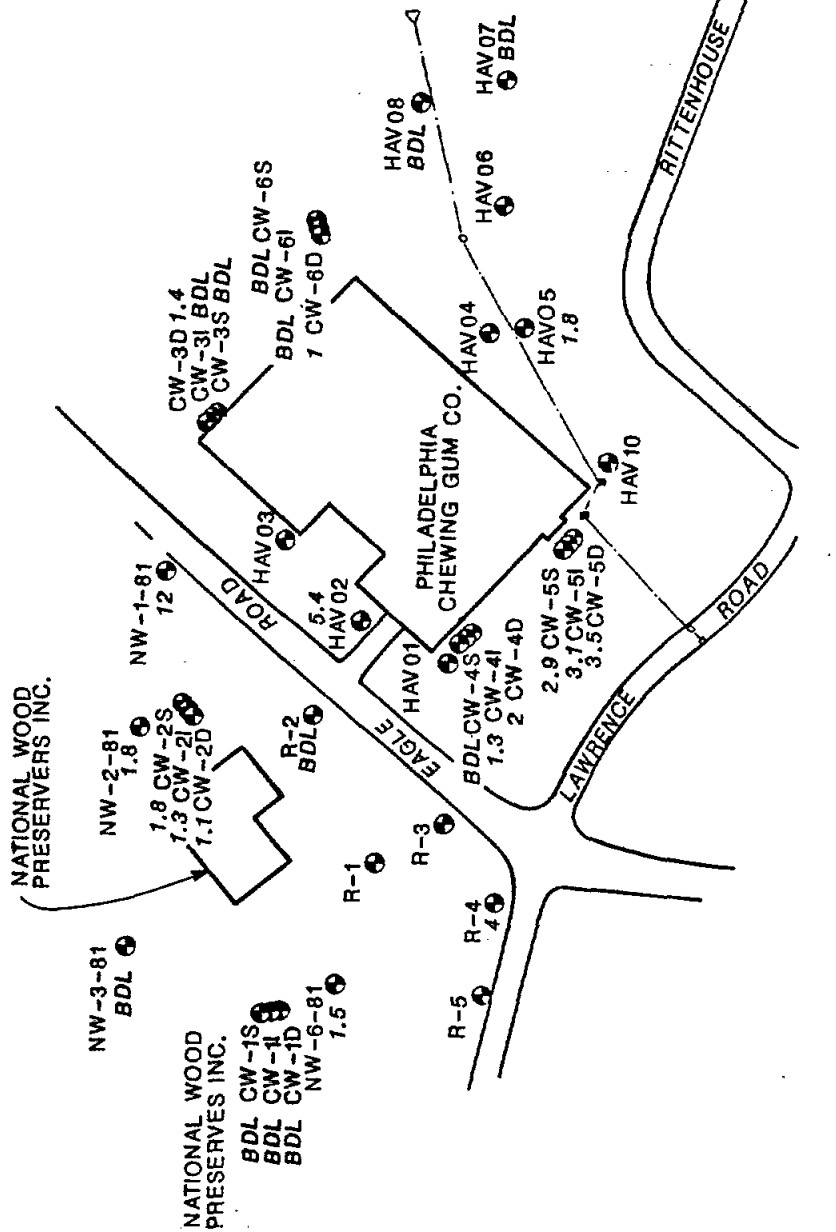 NATIONAL WOOD
PRESERVERS INC.
NW-3-81
BDL
NATIONAL WOOD
PRESERVES INC.
BDL CW-1S
BDL CW-1I
BDL CW-1D
NW-6-81
1.5
NW-2-81
1.8
1.8 CW-2S
1.3 CW-2I
1.1 CW-2D
NW-1-81
12
R-2
BDL
R-1
R-3
R-4
4
R-5
EAGLE
ROAD
HAV03
5.4
HAV02
HAV01
PHILADELPHIA
CHEWING GUM CO.
CW-3D 1.4
CW-3I BDL
CW-3S BDL
BDL CW-6S
BDL CW-6I
1 CW-6D
BDL CW-4S
1.3 CW-4I
2 CW-4D
2.9 CW-5S
3.1 CW-5I
3.5 CW-5D
HAV08
BDL
HAV07
BDL
HAV06
HAV04
HAV05
1.8
HAV10
LAWRENCE
ROAD
RITTENHOUSE